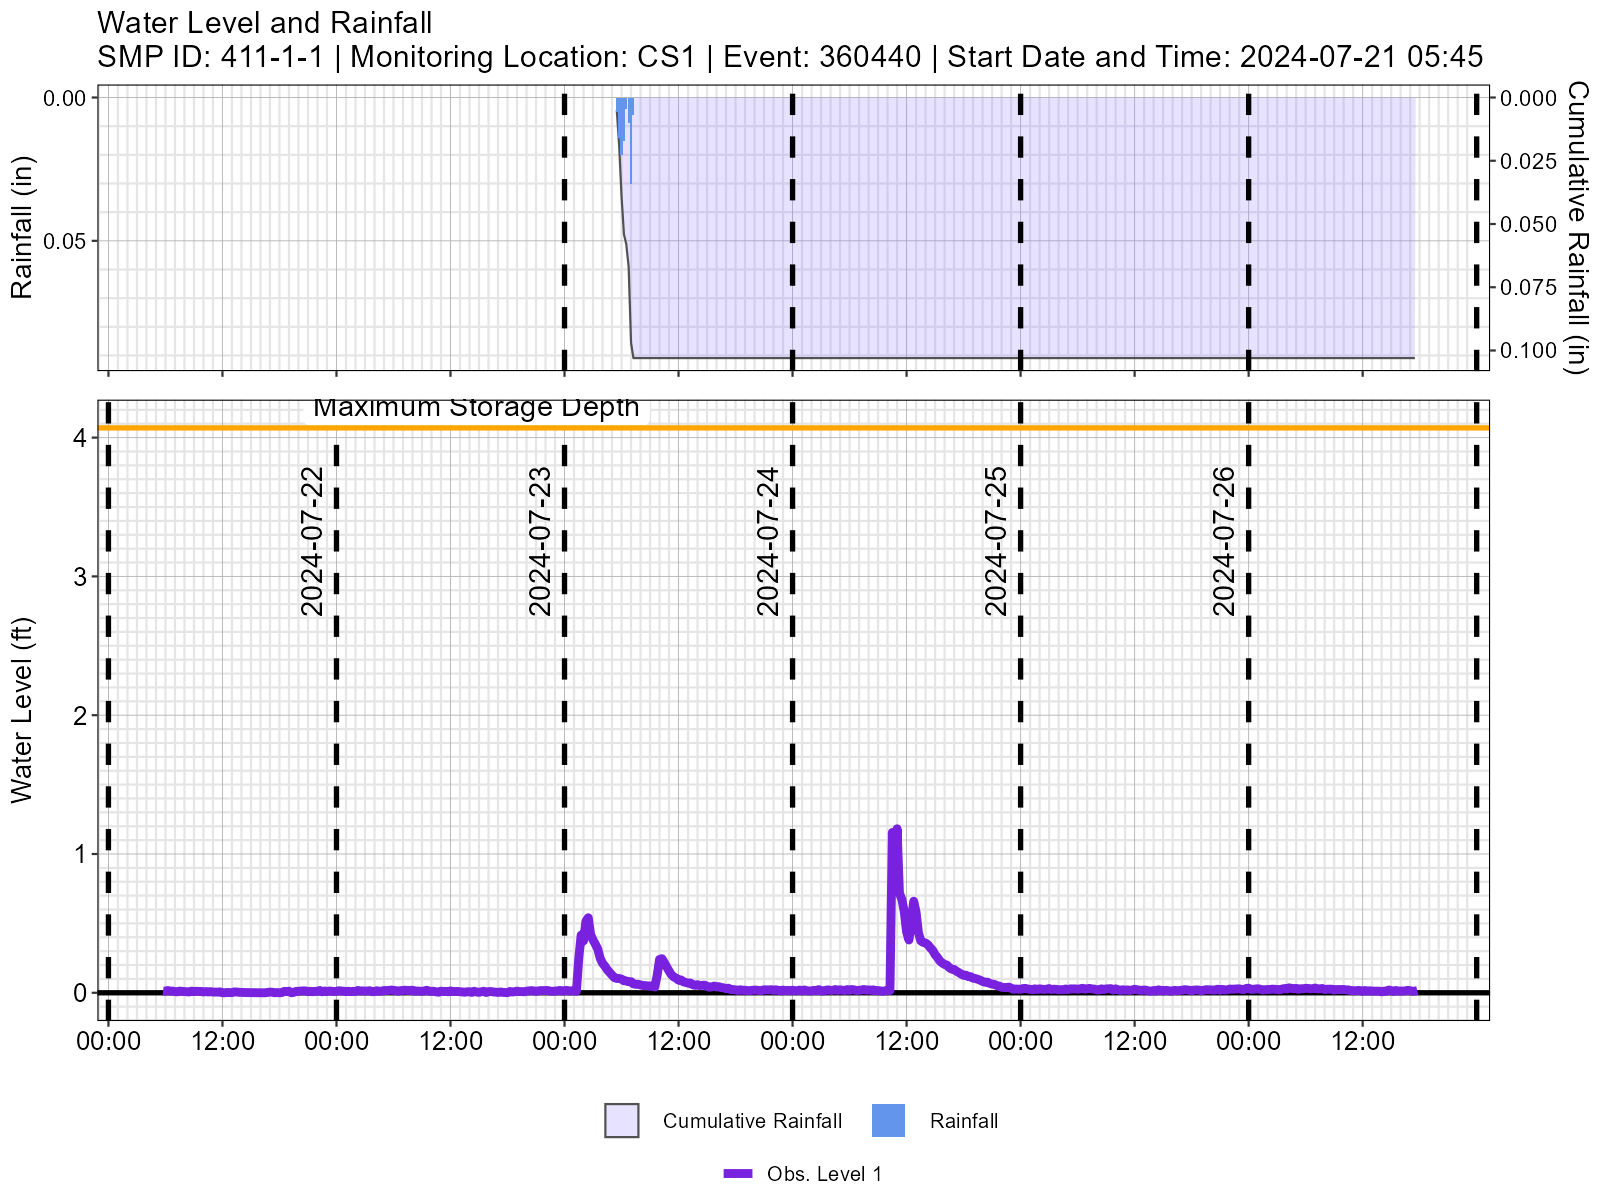 Water Level and Rainfall
SMP ID: 411-1-1 | Monitoring Location: CS1 | Event: 360440 | Start Date and Time: 2024-07-21 05:45
Rainfall (in)
0.00
0.05
0.000
0.025
0.050
0.075
0.100
Cumulative Rainfall (in)
Maximum Storage Depth
Water Level (ft)
4
3
2
1
0
2024-07-22
2024-07-23
2024-07-24
2024-07-25
2024-07-26
00:00 12:00 00:00 12:00 00:00 12:00 00:00 12:00 00:00 12:00 00:00 12:00
Cumulative Rainfall Rainfall
Obs. Level 1